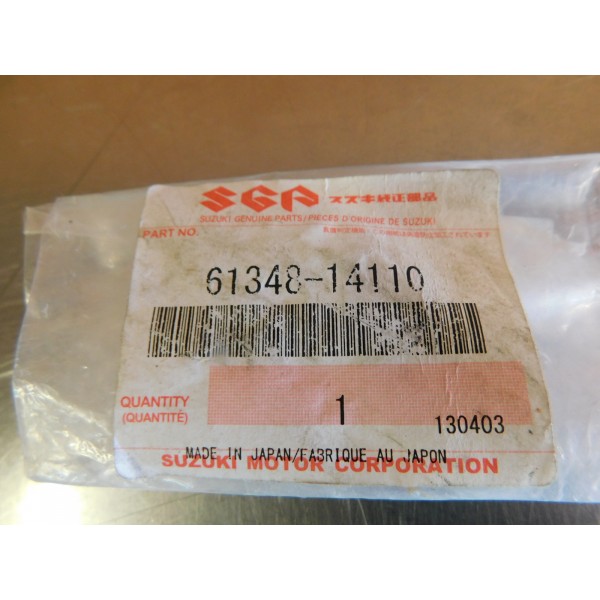 SGP スズキ純正部品
SUZUKI GENUINE PARTS/PIECES D'ORIGINE DE SUZUKI
PART NO.
61348-14110
QUANTITY
(QUANTITÉ)
1
130403
MADE IN JAPAN/FABRIQUE AU JAPON
SUZUKI MOTOR CORPORATION